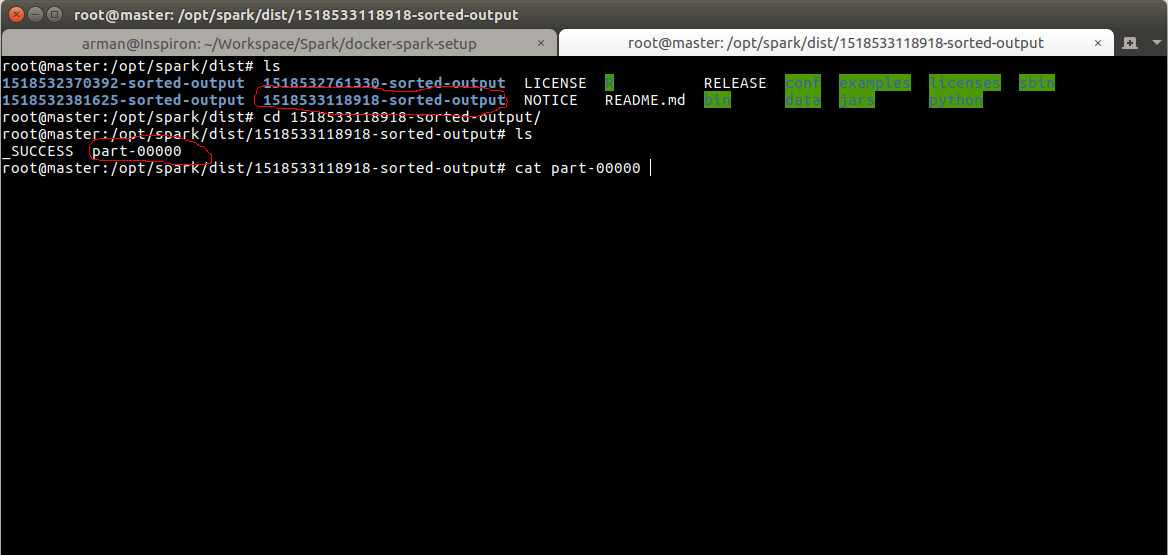 root@master: /opt/spark/dist/1518533118918-sorted-output
arman@Inspiron: ~/Workspace/Spark/docker-spark-setup × root@master: /opt/spark/dist/1518533118918-sorted-output ×
root@master:/opt/spark/dist# ls
1518532370392-sorted-output 1518532761330-sorted-output LICENSE R RELEASE conf examples licenses sbin
1518532381625-sorted-output 1518533118918-sorted-output NOTICE README.md bin data jars python
root@master:/opt/spark/dist# cd 1518533118918-sorted-output/
root@master:/opt/spark/dist/1518533118918-sorted-output# ls
_SUCCESS part-00000
root@master:/opt/spark/dist/1518533118918-sorted-output# cat part-00000